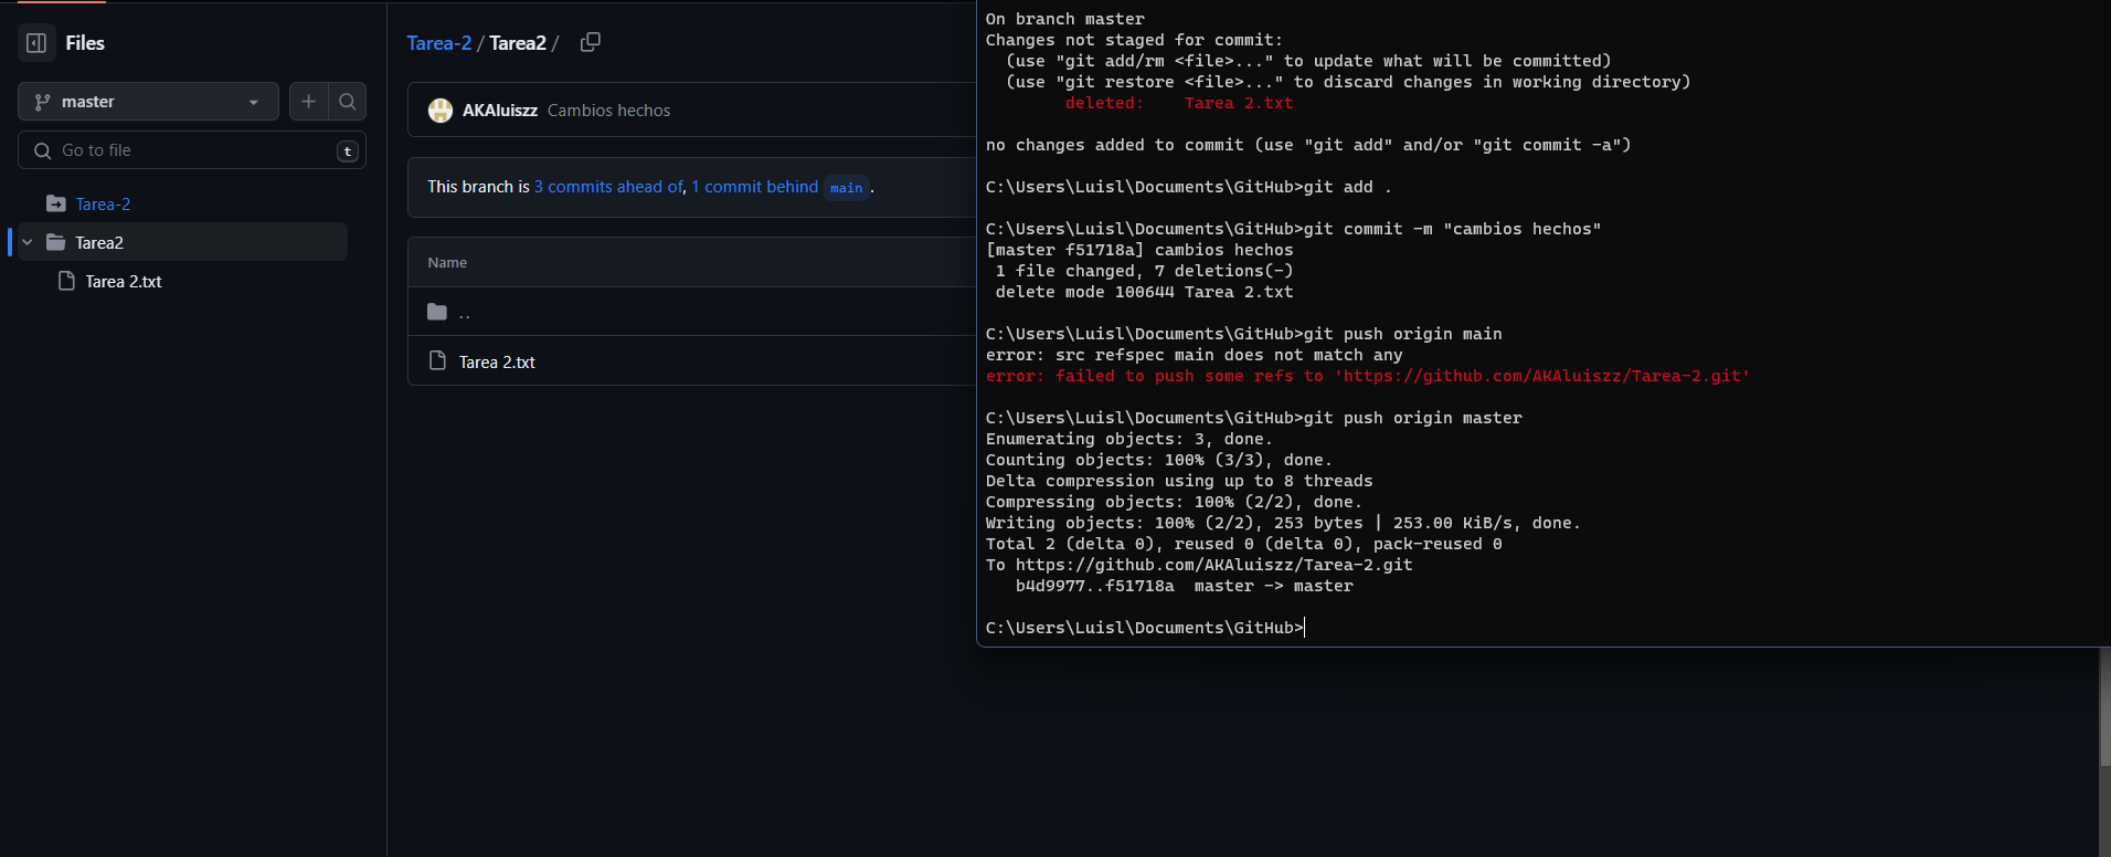 Files
master
Go to file
t
Tarea-2
Tarea2
Tarea 2.txt
Tarea-2 / Tarea2 /
AKAluiszz Cambios hechos
This branch is 3 commits ahead of, 1 commit behind main .
Name
..
Tarea 2.txt
On branch master
Changes not staged for commit:
(use "git add/rm <file>..." to update what will be committed)
(use "git restore <file>..." to discard changes in working directory)
deleted: Tarea 2.txt
no changes added to commit (use "git add" and/or "git commit -a")
C:\Users\Luisl\Documents\GitHub>git add .
C:\Users\Luisl\Documents\GitHub>git commit -m "cambios hechos"
[master f51718a] cambios hechos
1 file changed, 7 deletions(-)
delete mode 100644 Tarea 2.txt
C:\Users\Luisl\Documents\GitHub>git push origin main
error: src refspec main does not match any
error: failed to push some refs to 'https://github.com/AKAluiszz/Tarea-2.git'
C:\Users\Luisl\Documents\GitHub>git push origin master
Enumerating objects: 3, done.
Counting objects: 100% (3/3), done.
Delta compression using up to 8 threads
Compressing objects: 100% (2/2), done.
Writing objects: 100% (2/2), 253 bytes | 253.00 KiB/s, done.
Total 2 (delta 0), reused 0 (delta 0), pack-reused 0
To https://github.com/AKAluiszz/Tarea-2.git
b4d9977..f51718a master -> master
C:\Users\Luisl\Documents\GitHub>